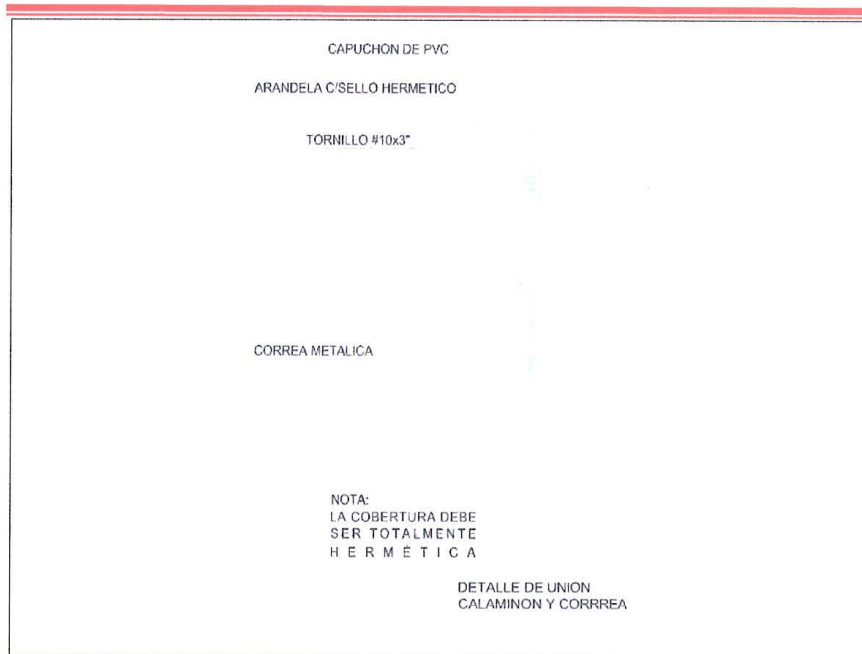 CAPUCHON DE PVC
ARANDELA C/SELLO HERMETICO
TORNILLO #10x3"
CORREA METALICA
NOTA:
LA COBERTURA DEBE
SER TOTALMENTE
HERMÉTICA
DETALLE DE UNION
CALAMINON Y CORRREA